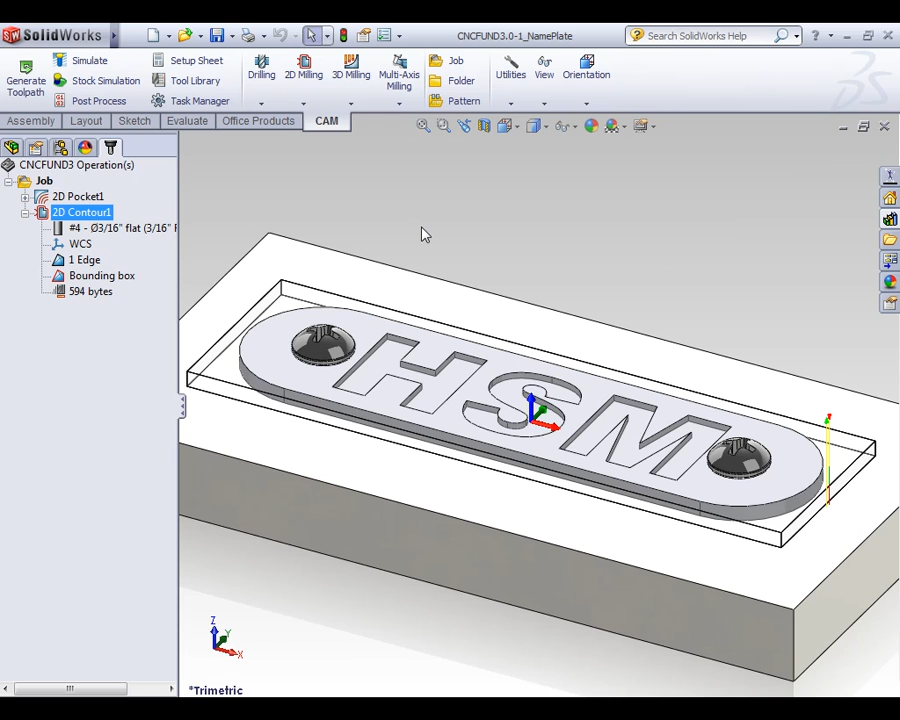 SW SolidWorks
CNCFUND3.0-1_NamePlate
Search SolidWorks Help
Generate Toolpath
Simulate
Stock Simulation
Post Process
Setup Sheet
Tool Library
Task Manager
Drilling
2D Milling
3D Milling
Multi-Axis Milling
Job
Folder
Pattern
Utilities
View
Orientation
Assembly
Layout
Sketch
Evaluate
Office Products
CAM
CNCFUND3 Operation(s)
Job
2D Pocket1
2D Contour1
#4 - Ø3/16" flat (3/16" F
WCS
1 Edge
Bounding box
594 bytes
HSM
Z
Y
X
*Trimetric